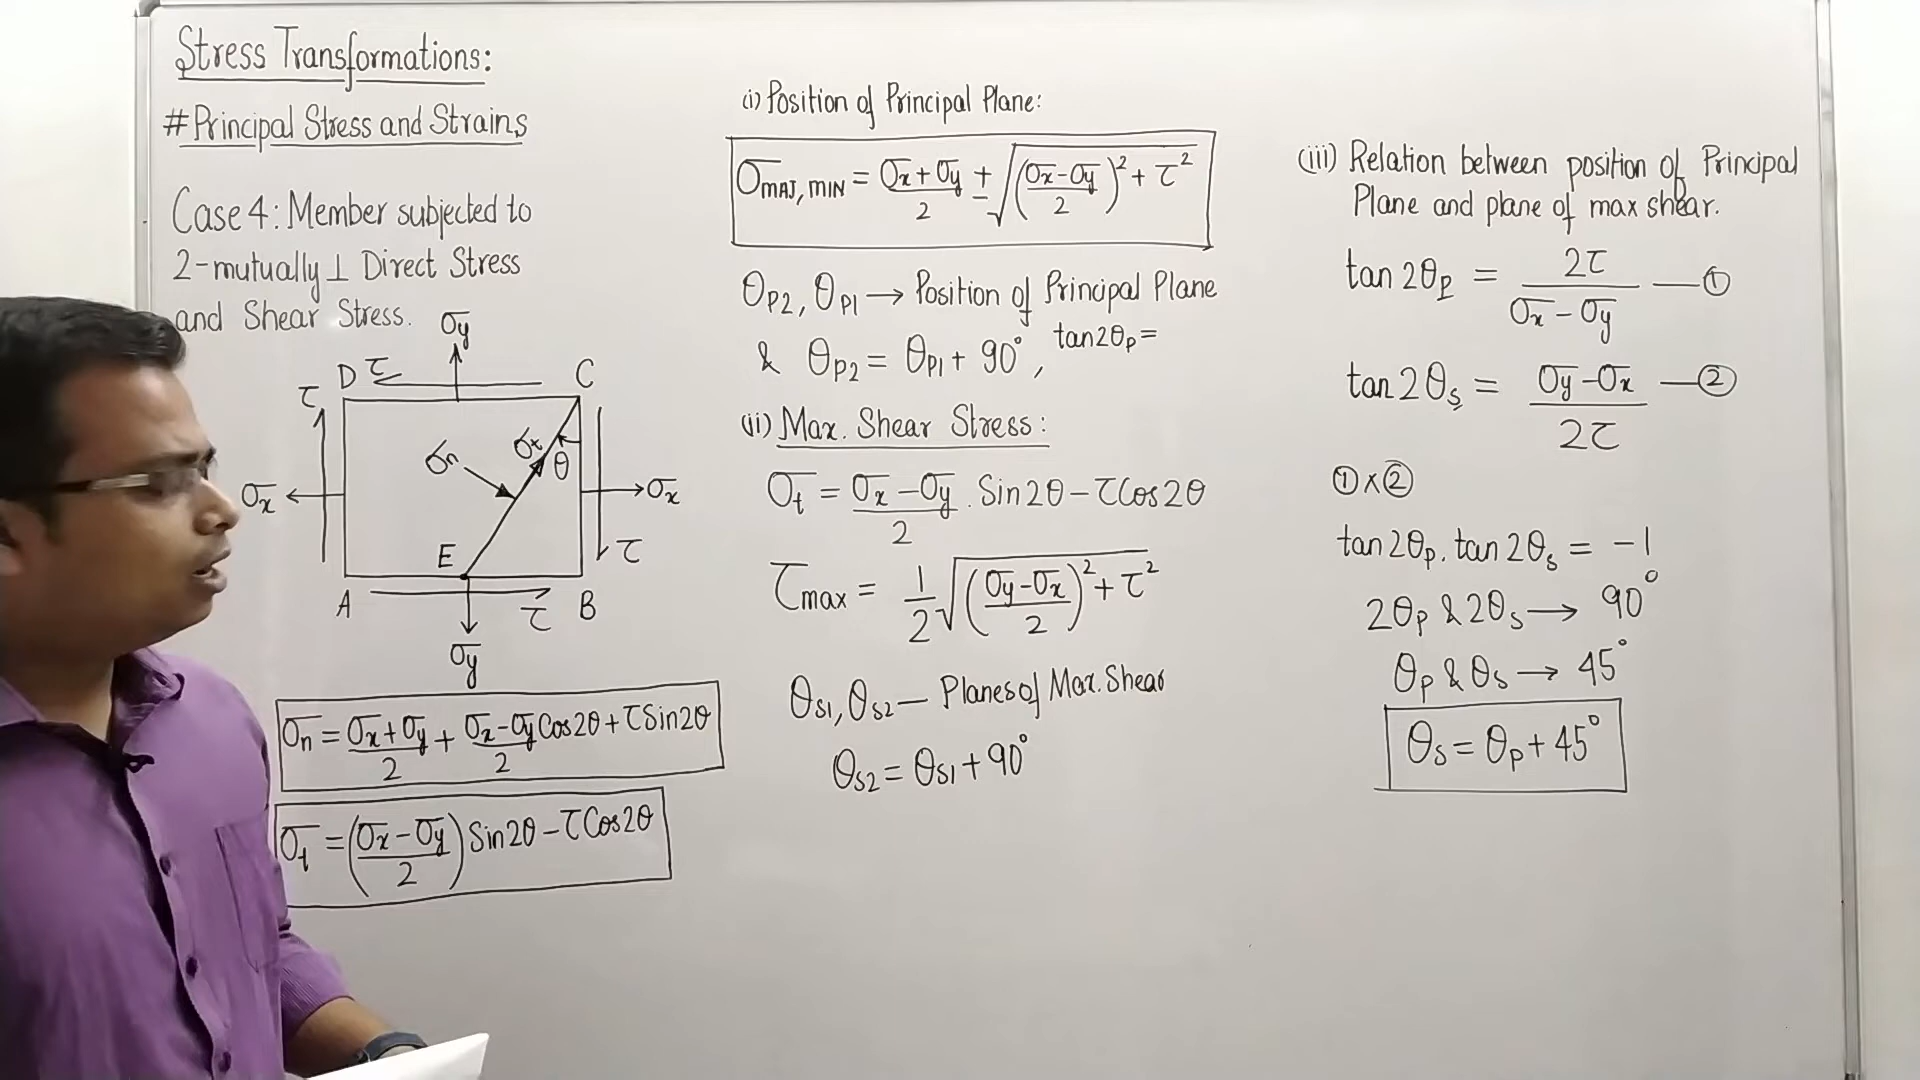 Stress Transformations:
#Principal Stress and Strains
Case 4: Member subjected to
2-mutually ⊥ Direct Stress
and Shear Stress.
σy
D τ C
τ
σt
σn θ
σx σx
E τ
A τ B
σy
σn = (σx+σy)/2 + (σx-σy)/2 Cos2θ + τSin2θ
σt = ((σx-σy)/2) Sin2θ - τCos2θ
(i) Position of Principal Plane:
σMAJ, MIN = (σx+σy)/2 ± √(((σx-σy)/2)² + τ²)
θP2, θP1 → Position of Principal Plane
& θP2 = θP1 + 90°, tan2θp =
(ii) Max. Shear Stress:
σt = (σx-σy)/2 . Sin2θ - τCos2θ
τmax = 1/2 √(((σy-σx)/2)² + τ²)
θs1, θs2 — Planes of Max. Shear
θs2 = θs1 + 90°
(iii) Relation between position of Principal
Plane and plane of max shear.
tan 2θp = 2τ/(σx - σy) — ①
tan 2θs = (σy - σx)/2τ — ②
① x ②
tan 2θp . tan 2θs = -1
2θp & 2θs → 90°
θp & θs → 45°
θs = θp + 45°